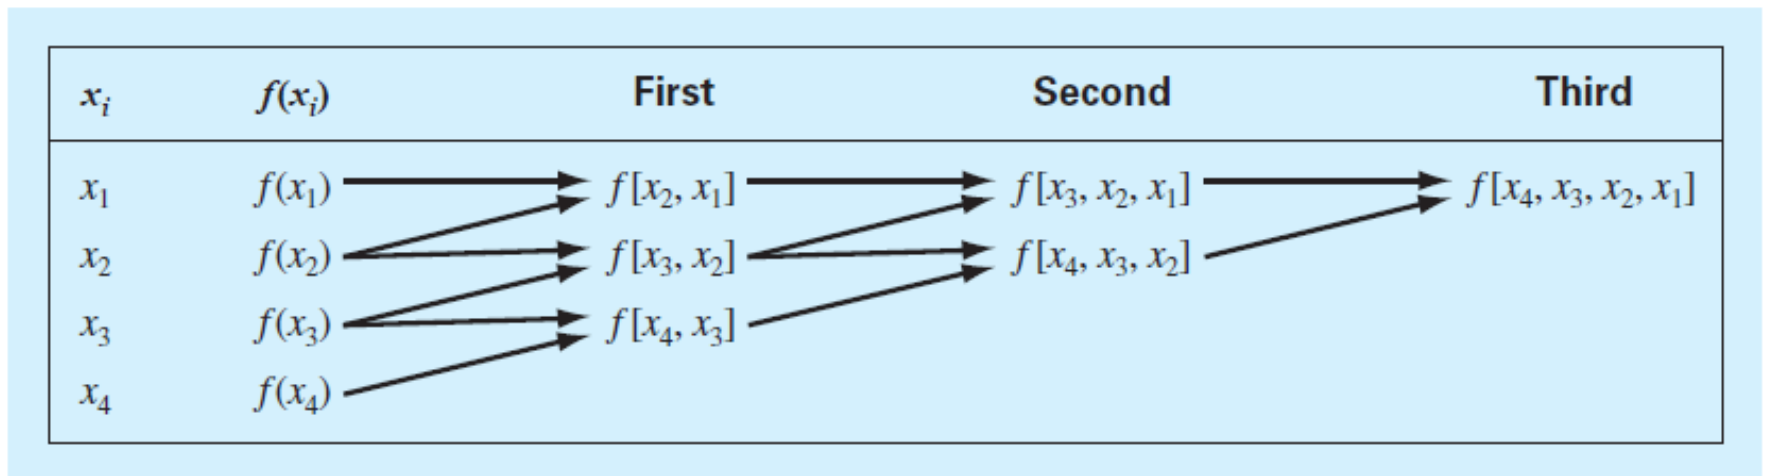 xᵢ f(xᵢ) First Second Third
x₁ f(x₁) f[x₂, x₁] f[x₃, x₂, x₁] f[x₄, x₃, x₂, x₁]
x₂ f(x₂) f[x₃, x₂] f[x₄, x₃, x₂]
x₃ f(x₃) f[x₄, x₃]
x₄ f(x₄)